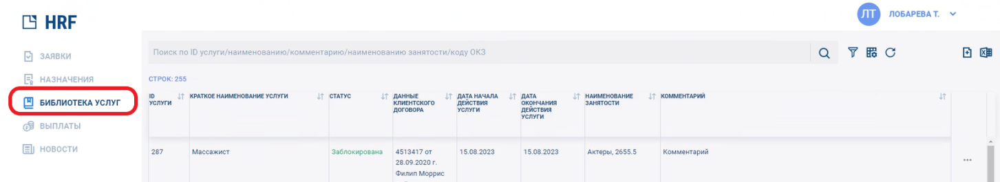 HRF
ЛТ
ЛОБАРЕВА Т.
ЗАЯВКИ
НАЗНАЧЕНИЯ
БИБЛИОТЕКА УСЛУГ
ВЫПЛАТЫ
НОВОСТИ
Поиск по ID услуги/наименованию/комментарию/наименованию занятости/коду ОКЗ
СТРОК: 255
ID
УСЛУГИ
КРАТКОЕ НАИМЕНОВАНИЕ УСЛУГИ
СТАТУС
ДАННЫЕ
КЛИЕНТСКОГО
ДОГОВОРА
ДАТА НАЧАЛА
ДЕЙСТВИЯ
УСЛУГИ
ДАТА
ОКОНЧАНИЯ
ДЕЙСТВИЯ
УСЛУГИ
НАИМЕНОВАНИЕ
ЗАНЯТОСТИ
КОММЕНТАРИЙ
287
Массажист
Заблокирована
4513417 от
28.09.2020 г.
Филип Моррис
15.08.2023
15.08.2023
Актеры, 2655.5
Комментарий